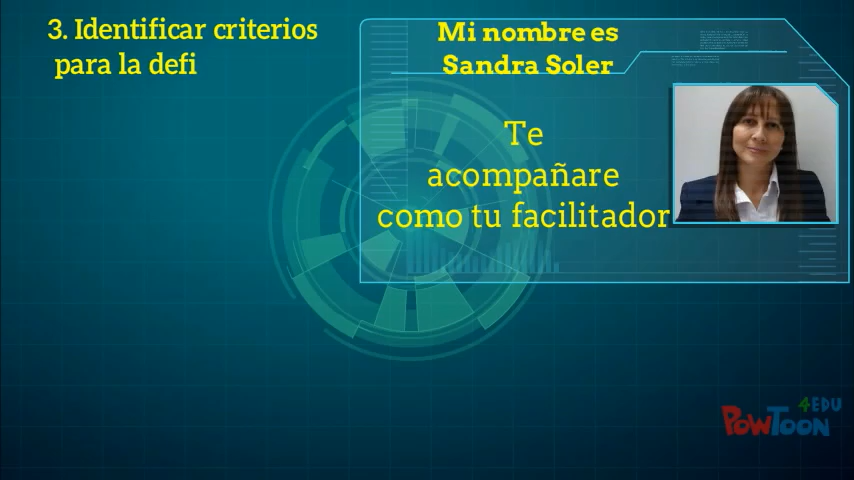 3. Identificar criterios
para la defi
Mi nombre es
Sandra Soler
Te
acompañare
como tu facilitador
4EDU
PowToon